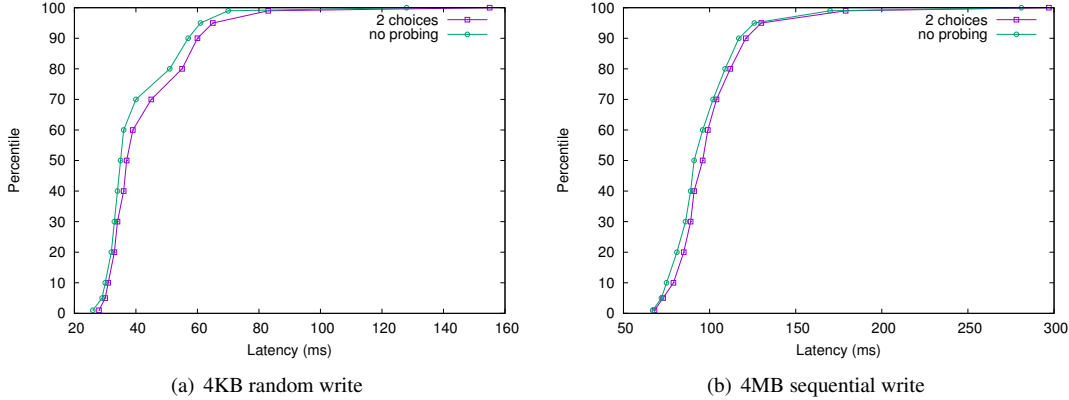 100
90
80
70
60
50
40
30
20
10
0
Percentile
20 40 60 80 100 120 140 160
Latency (ms)
2 choices
no probing
(a) 4KB random write
100
90
80
70
60
50
40
30
20
10
0
Percentile
50 100 150 200 250 300
Latency (ms)
2 choices
no probing
(b) 4MB sequential write